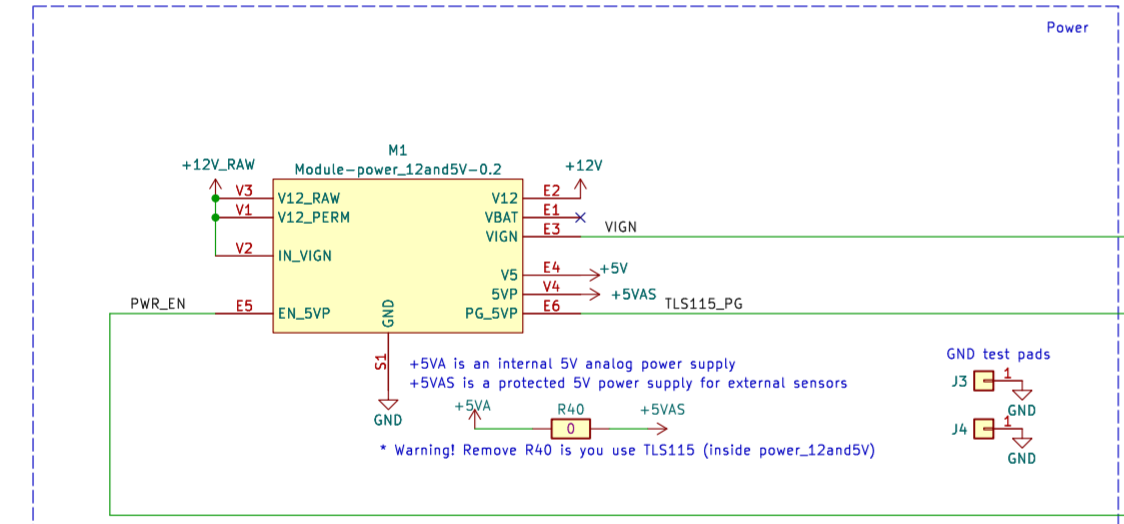 Power
M1
+12V_RAW
Module-power_12and5V-0.2
+12V
V3
V12_RAW
V12
E2
V1
V12_PERM
VBAT
E1
VIGN
E3
VIGN
V2
IN_VIGN
V5
E4
+5V
5VP
V4
+5VAS
PWR_EN
E5
EN_5VP
GND
PG_5VP
E6
TLS115_PG
S1
GND
+5VA is an internal 5V analog power supply
+5VAS is a protected 5V power supply for external sensors
GND test pads
J3
1
GND
+5VA
R40
+5VAS
0
J4
1
GND
* Warning! Remove R40 is you use TLS115 (inside power_12and5V)